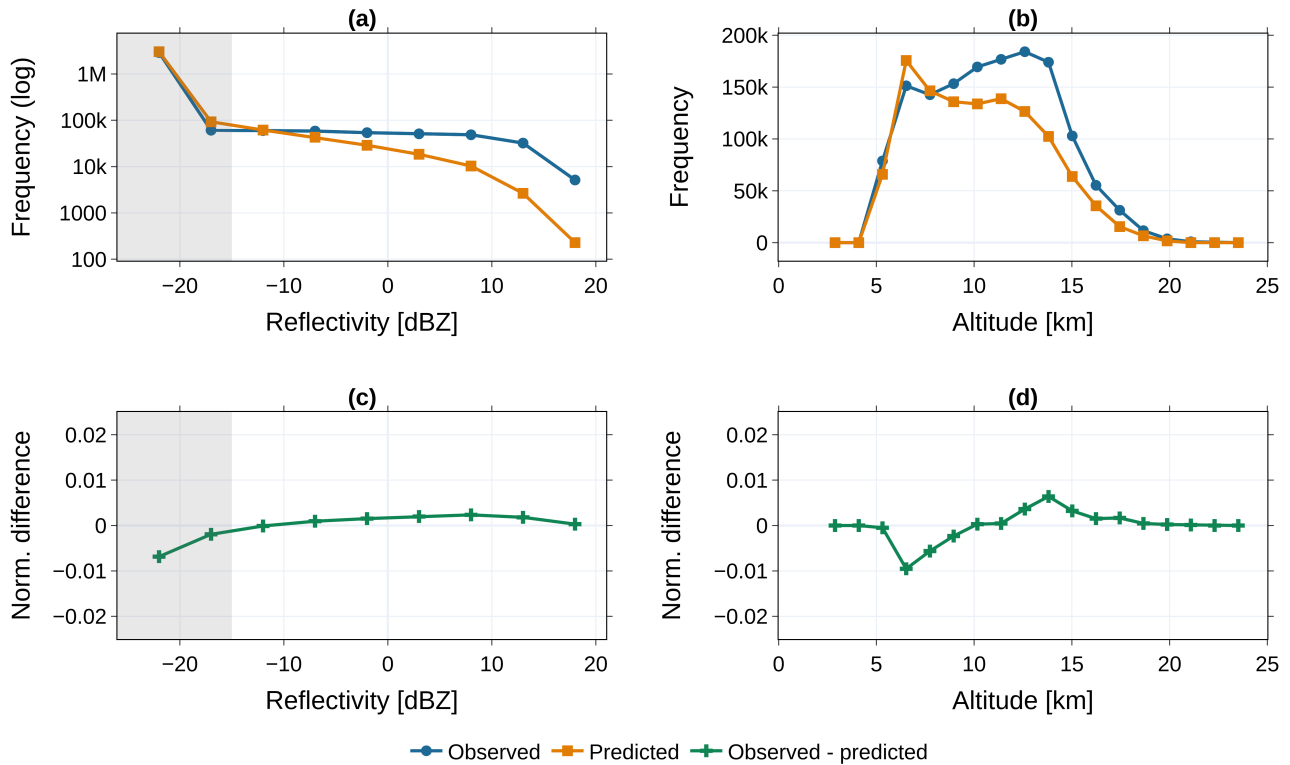 (a)
Frequency (log)
1M
100k
10k
1000
100
−20 −10 0 10 20
Reflectivity [dBZ]
(b)
Frequency
200k
150k
100k
50k
0
0 5 10 15 20 25
Altitude [km]
(c)
Norm. difference
0.02
0.01
0
−0.01
−0.02
−20 −10 0 10 20
Reflectivity [dBZ]
(d)
Norm. difference
0.02
0.01
0
−0.01
−0.02
0 5 10 15 20 25
Altitude [km]
Observed Predicted Observed - predicted